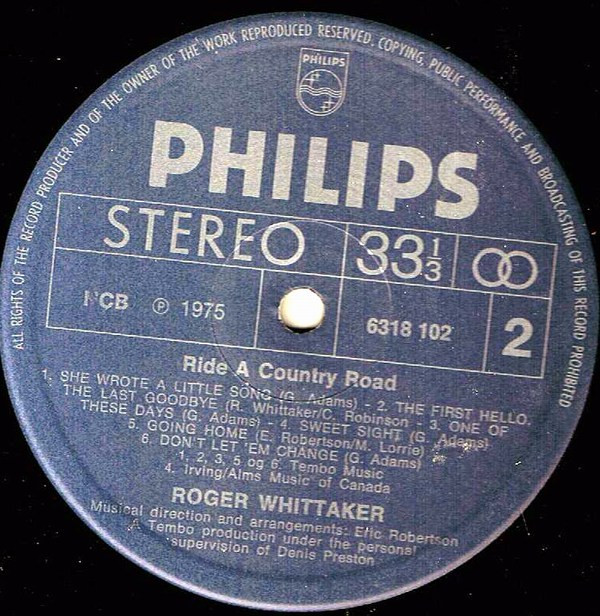 ALL RIGHTS OF THE RECORD PRODUCER AND OF THE OWNER OF THE WORK REPRODUCED RESERVED. COPYING, PUBLIC PERFORMANCE AND BROADCASTING OF THIS RECORD PROHIBITED
PHILIPS
PHILIPS
STEREO 33 1/3
NCB ℗ 1975 6318 102 2
Ride A Country Road
1. SHE WROTE A LITTLE SONG (G. Adams) - 2. THE FIRST HELLO,
THE LAST GOODBYE (R. Whittaker/C. Robinson - 3. ONE OF
THESE DAYS (G. Adams) - 4. SWEET SIGHT (G. Adams)
5. GOING HOME (E. Robertson/M. Lorrie)
6. DON'T LET 'EM CHANGE (G. Adams)
1, 2, 3, 5 og 6. Tembo Music
4. Irving/Alms Music of Canada
ROGER WHITTAKER
Musical direction and arrangements: Eric Robertson
A Tembo production under the personal
supervision of Denis Preston